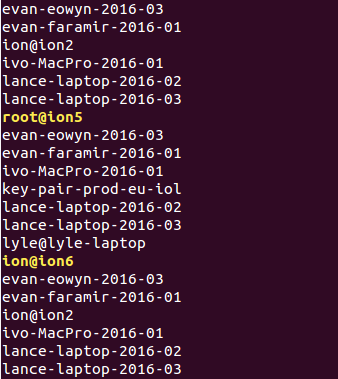 evan-eowyn-2016-03
evan-faramir-2016-01
ion@ion2
ivo-MacPro-2016-01
lance-laptop-2016-02
lance-laptop-2016-03
root@ion5
evan-eowyn-2016-03
evan-faramir-2016-01
ivo-MacPro-2016-01
key-pair-prod-eu-iol
lance-laptop-2016-02
lance-laptop-2016-03
lyle@lyle-laptop
ion@ion6
evan-eowyn-2016-03
evan-faramir-2016-01
ion@ion2
ivo-MacPro-2016-01
lance-laptop-2016-02
lance-laptop-2016-03